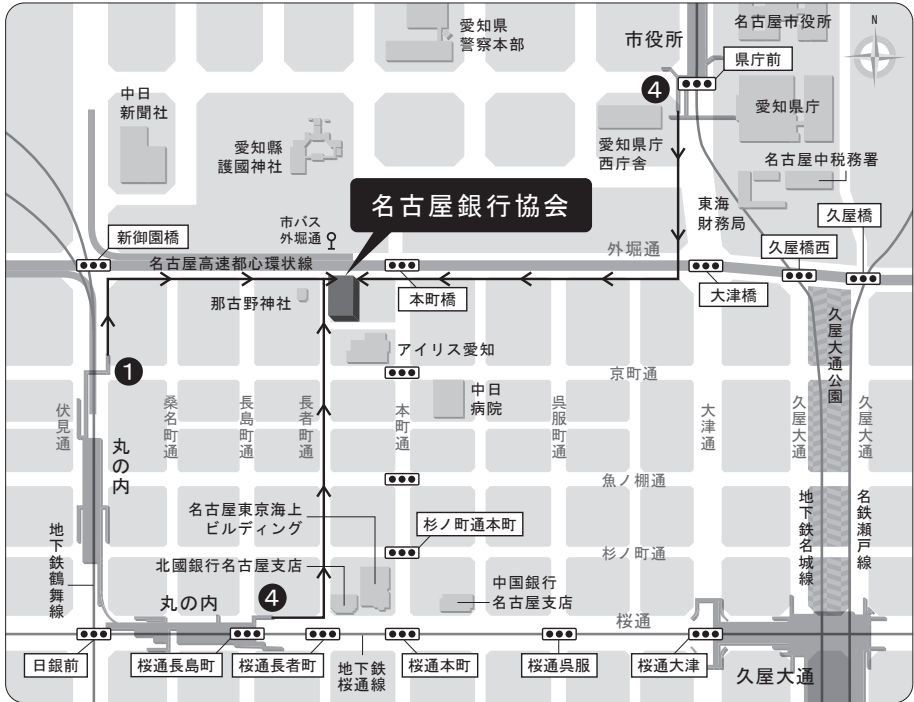 愛知県
警察本部
名古屋市役所
N
市役所
県庁前
4
中日
新聞社
愛知縣
護國神社
愛知県庁
愛知県庁
西庁舎
名古屋中税務署
名古屋銀行協会
東海
財務局
市バス
外堀通
久屋橋
新御園橋
外堀通
久屋橋西
名古屋高速都心環状線
本町橋
大津橋
那古野神社
久屋大通公園
アイリス愛知
1
京町通
中日
病院
伏見通
桑名町通
長島町通
長者町通
本町通
呉服町通
大津通
久屋大通
久屋大通
丸の内
魚ノ棚通
名古屋東京海上
ビルディング
杉ノ町通本町
地下鉄名城線
名鉄瀬戸線
地下鉄鶴舞線
杉ノ町通
北國銀行名古屋支店
中国銀行
名古屋支店
丸の内
4
桜通
日銀前
桜通長島町
桜通長者町
地下鉄
桜通線
桜通本町
桜通呉服
桜通大津
久屋大通